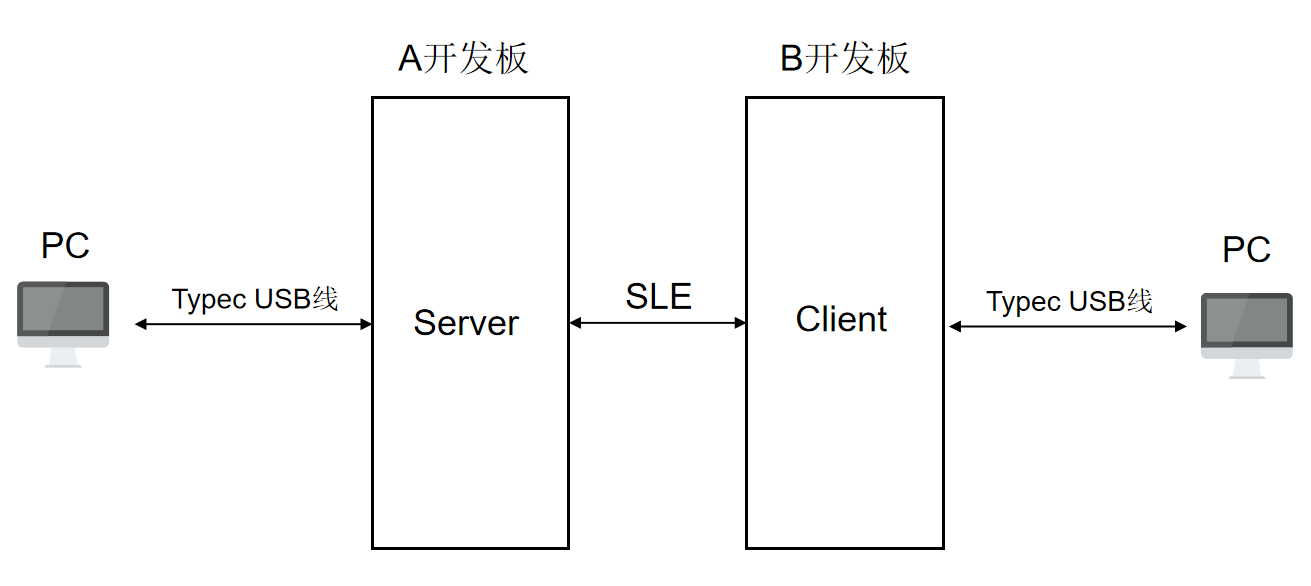 A开发板
B开发板
PC
PC
Typec USB线
SLE
Typec USB线
Server
Client